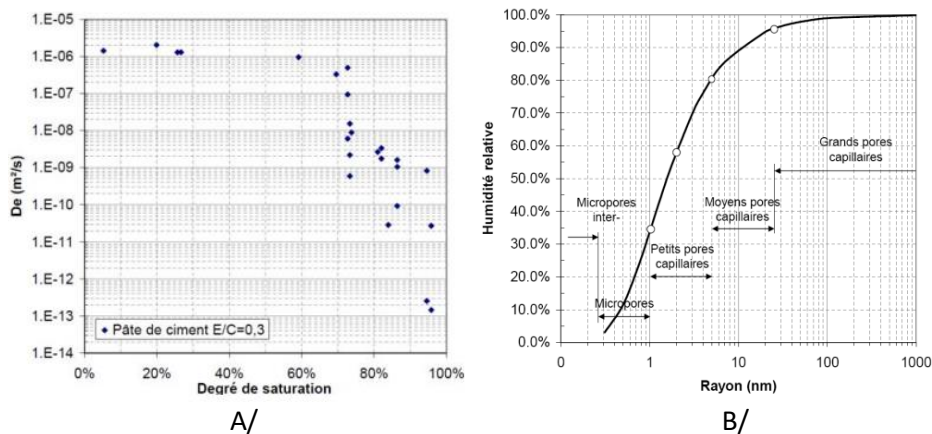 1.E-05
1.E-06
1.E-07
1.E-08
1.E-09
1.E-10
1.E-11
1.E-12
1.E-13
1.E-14
De (m²/s)
Pâte de ciment E/C=0,3
0% 20% 40% 60% 80% 100%
Degré de saturation
A/
100.0%
90.0%
80.0%
70.0%
60.0%
50.0%
40.0%
30.0%
20.0%
10.0%
0.0%
Humidité relative
Grands pores
capillaires
Micropores
inter-
Moyens pores
capillaires
Petits pores
capillaires
Micropores
0 1 10 100 1000
Rayon (nm)
B/